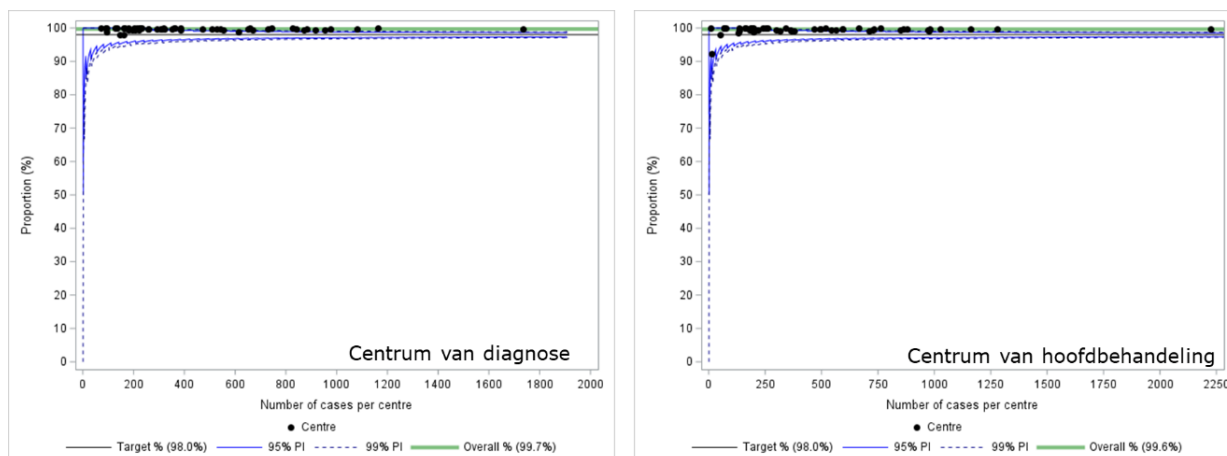 100
90
80
70
60
50
40
30
20
10
0
Proportion (%)
Centrum van diagnose
0 200 400 600 800 1000 1200 1400 1600 1800 2000
Number of cases per centre
Centre
Target % (98.0%) 95% PI 99% PI Overall % (99.7%)
100
90
80
70
60
50
40
30
20
10
0
Proportion (%)
Centrum van hoofdbehandeling
0 250 500 750 1000 1250 1500 1750 2000 2250
Number of cases per centre
Centre
Target % (98.0%) 95% PI 99% PI Overall % (99.6%)